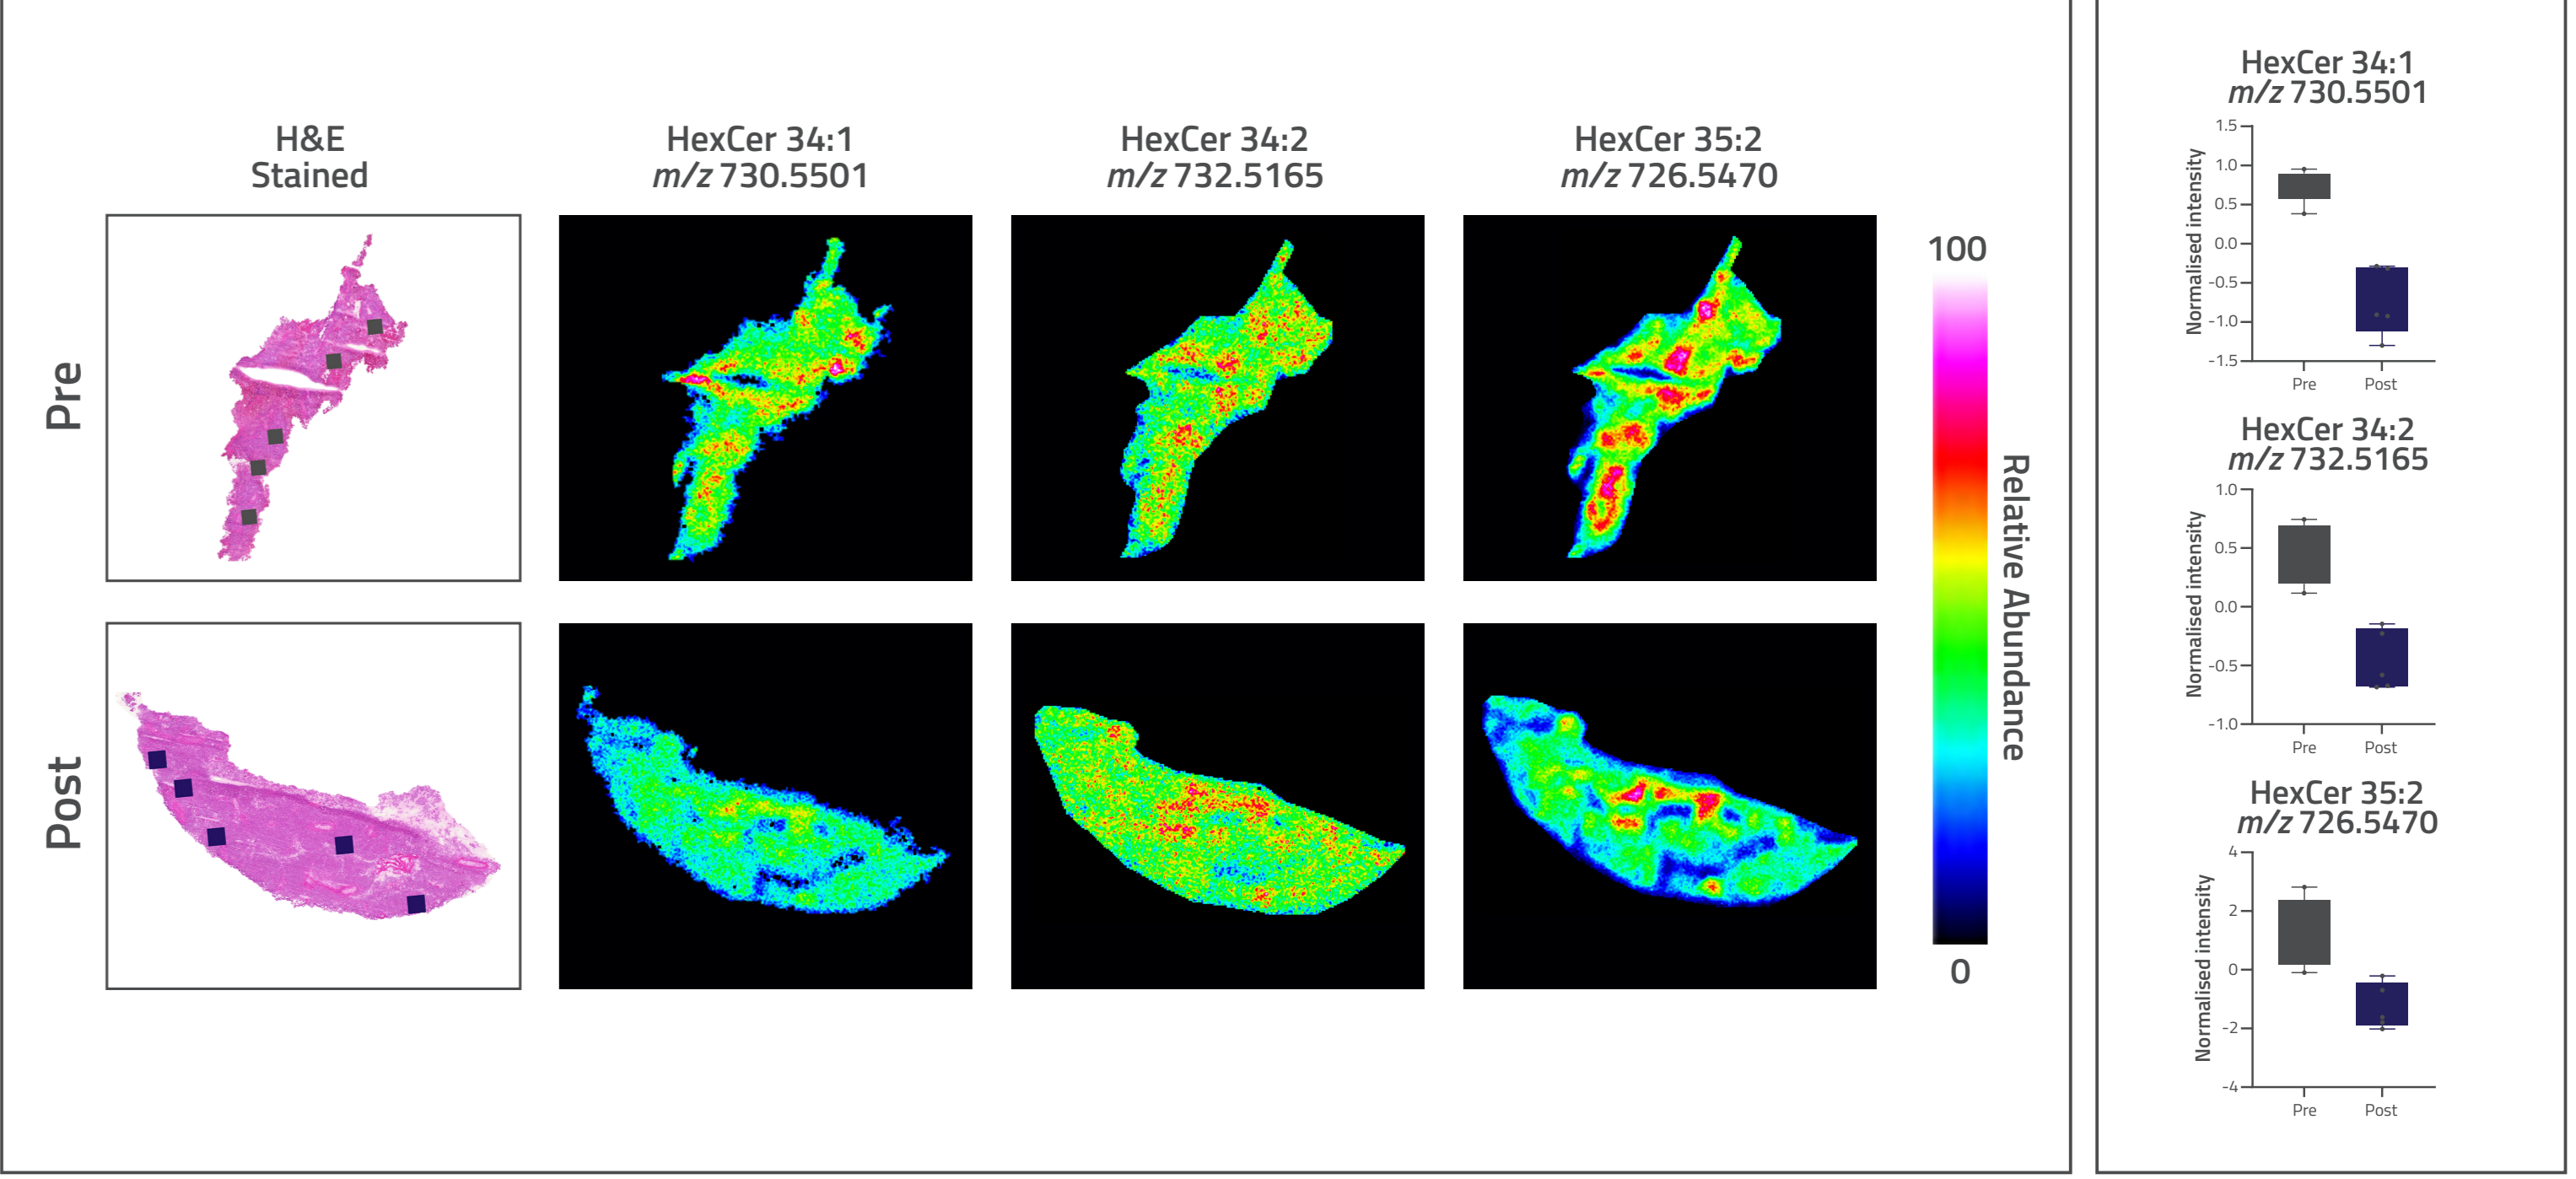 H&E
Stained
HexCer 34:1
m/z 730.5501
HexCer 34:2
m/z 732.5165
HexCer 35:2
m/z 726.5470
Pre
Post
100
Relative Abundance
0
HexCer 34:1
m/z 730.5501
Normalised intensity
1.5
1.0
0.5
0.0
-0.5
-1.0
-1.5
Pre
Post
HexCer 34:2
m/z 732.5165
Normalised intensity
1.0
0.5
0.0
-0.5
-1.0
Pre
Post
HexCer 35:2
m/z 726.5470
Normalised intensity
4
2
0
-2
-4
Pre
Post